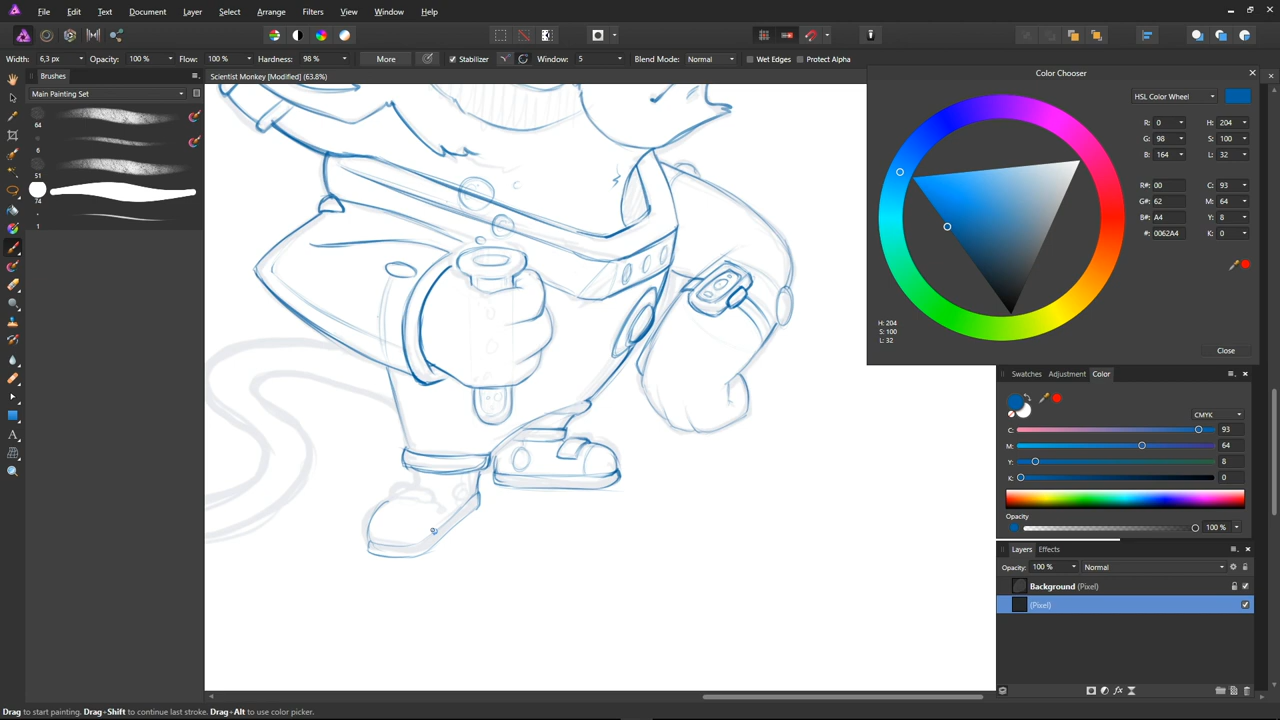 File Edit Text Document Layer Select Arrange Filters View Window Help
Width: 6,3 px Opacity: 100 % Flow: 100 % Hardness: 98 % More Stabilizer Window: 5 Blend Mode: Normal Wet Edges Protect Alpha
Brushes
Scientist Monkey [Modified] (63.8%)
Main Painting Set
64
6
51
74
1
Color Chooser
HSL Color Wheel
R: 0 H: 204
G: 98 S: 100
B: 164 L: 32
R#: 00 C: 93
G#: 62 M: 64
B#: A4 Y: 8
#: 0062A4 K: 0
H: 204
S: 100
L: 32
Close
Swatches Adjustment Color
CMYK
C: 93
M: 64
Y: 8
K: 0
Opacity
100 %
Layers Effects
Opacity: 100 % Normal
Background (Pixel)
(Pixel)
Drag to start painting. Drag+Shift to continue last stroke. Drag+Alt to use color picker.